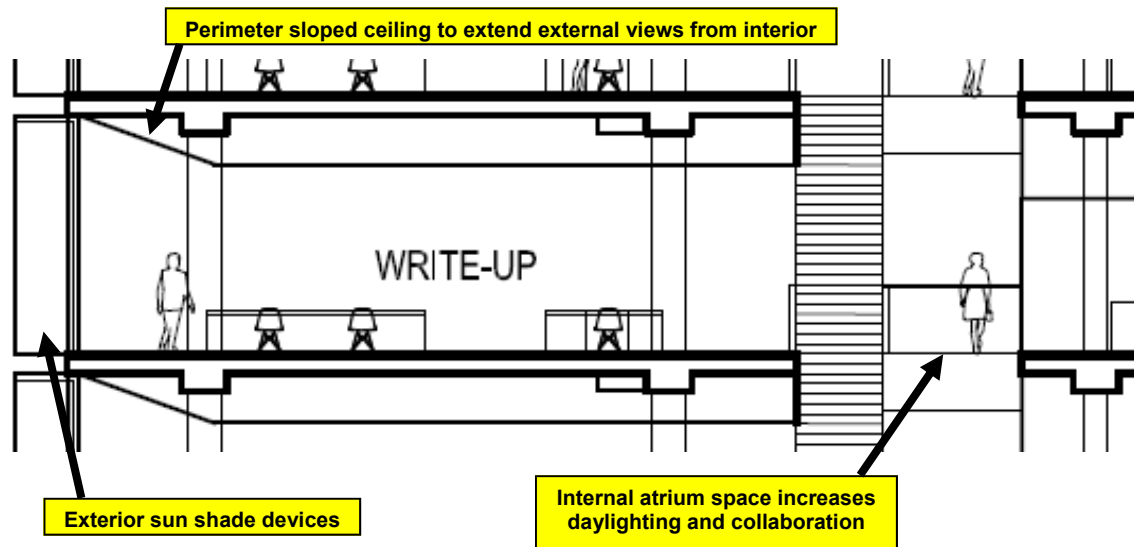 Perimeter sloped ceiling to extend external views from interior
WRITE-UP
Exterior sun shade devices
Internal atrium space increases
daylighting and collaboration